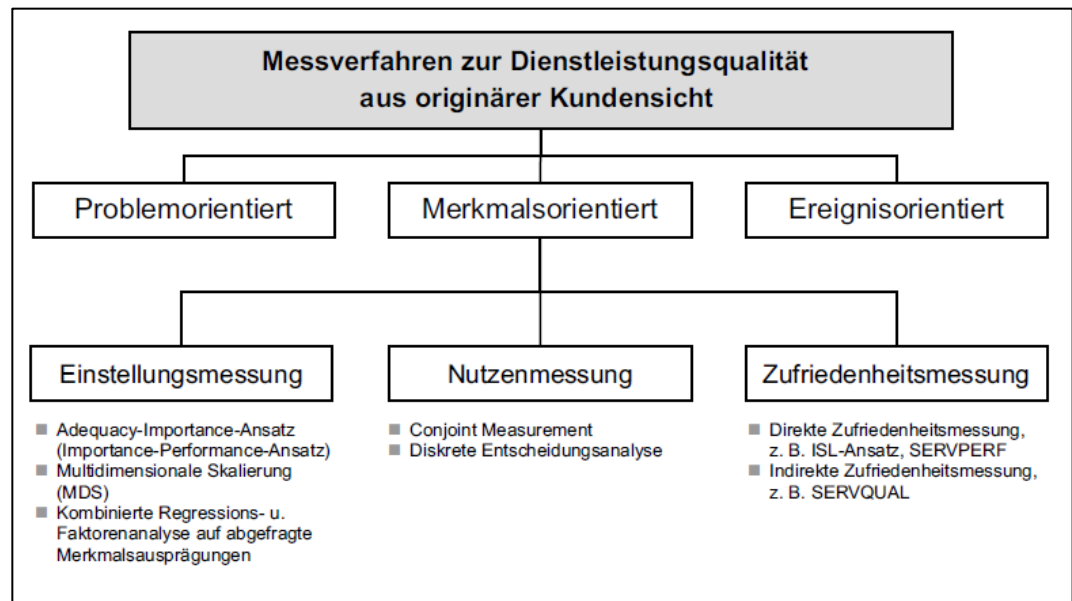 Messverfahren zur Dienstleistungsqualität
aus originärer Kundensicht
Problemorientiert
Merkmalsorientiert
Ereignisorientiert
Einstellungsmessung
Nutzenmessung
Zufriedenheitsmessung
Adequacy-Importance-Ansatz
(Importance-Performance-Ansatz)
Multidimensionale Skalierung
(MDS)
Kombinierte Regressions- u.
Faktorenanalyse auf abgefragte
Merkmalsausprägungen
Conjoint Measurement
Diskrete Entscheidungsanalyse
Direkte Zufriedenheitsmessung,
z. B. ISL-Ansatz, SERVPERF
Indirekte Zufriedenheitsmessung,
z. B. SERVQUAL